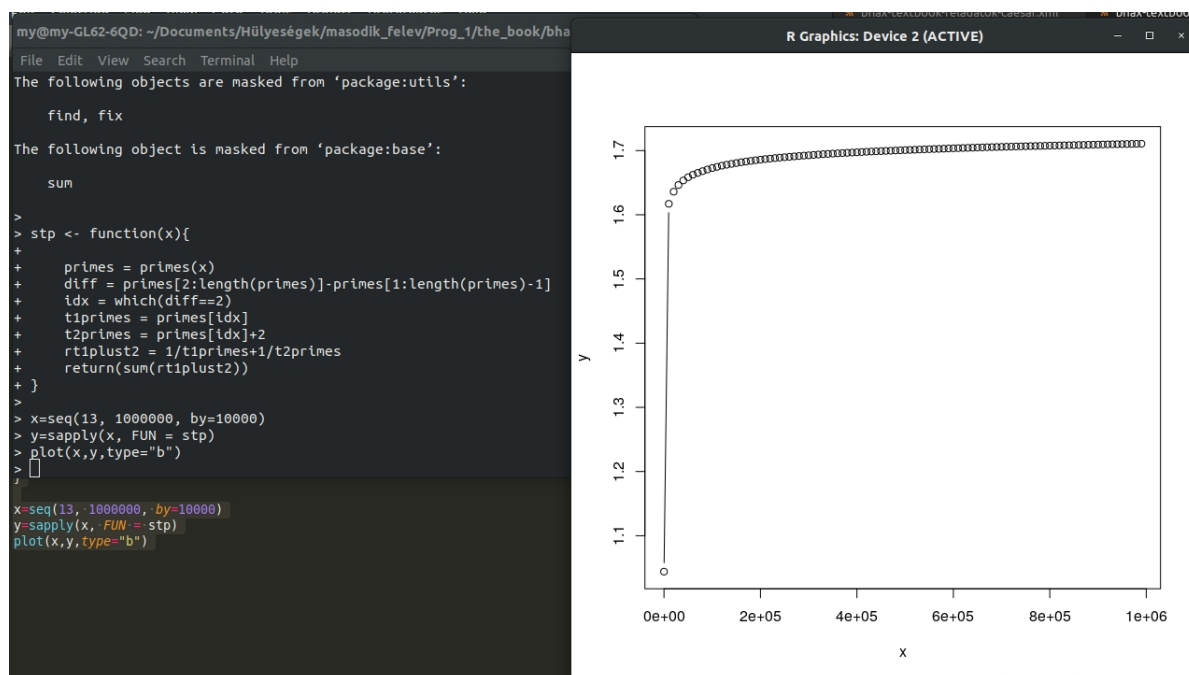 my@my-GL62-6QD: ~/Documents/Hülyeségek/masodik_felev/Prog_1/the_book/bha
File Edit View Search Terminal Help
The following objects are masked from ‘package:utils’:
find, fix
The following object is masked from ‘package:base’:
sum
>
> stp <- function(x){
+
+ primes = primes(x)
+ diff = primes[2:length(primes)]-primes[1:length(primes)-1]
+ idx = which(diff==2)
+ t1primes = primes[idx]
+ t2primes = primes[idx]+2
+ rt1plust2 = 1/t1primes+1/t2primes
+ return(sum(rt1plust2))
+ }
>
> x=seq(13, 1000000, by=10000)
> y=sapply(x, FUN = stp)
> plot(x,y,type="b")
>
x=seq(13, 1000000, by=10000)
y=sapply(x, FUN = stp)
plot(x,y,type="b")
R Graphics: Device 2 (ACTIVE)
1.7
1.6
1.5
1.4
1.3
1.2
1.1
y
0e+00 2e+05 4e+05 6e+05 8e+05 1e+06
x